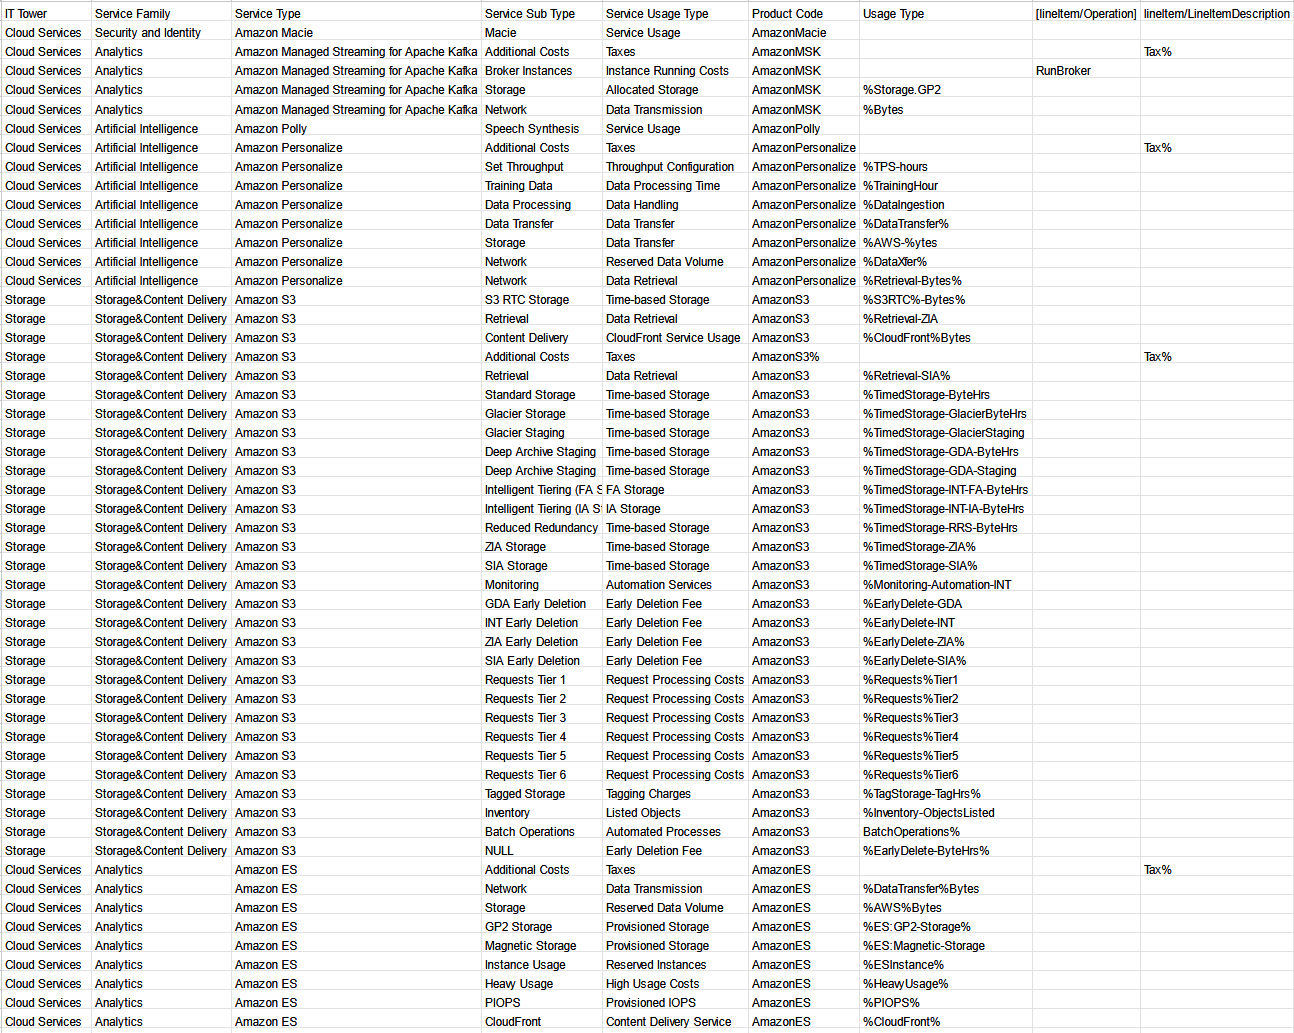 IT Tower Service Family Service Type Service Sub Type Service Usage Type Product Code Usage Type [lineItem/Operation] lineItem/LineItemDescription
Cloud Services Security and Identity Amazon Macie Macie Service Usage AmazonMacie
Cloud Services Analytics Amazon Managed Streaming for Apache Kafka Additional Costs Taxes AmazonMSK Tax%
Cloud Services Analytics Amazon Managed Streaming for Apache Kafka Broker Instances Instance Running Costs AmazonMSK RunBroker
Cloud Services Analytics Amazon Managed Streaming for Apache Kafka Storage Allocated Storage AmazonMSK %Storage.GP2
Cloud Services Analytics Amazon Managed Streaming for Apache Kafka Network Data Transmission AmazonMSK %Bytes
Cloud Services Artificial Intelligence Amazon Polly Speech Synthesis Service Usage AmazonPolly
Cloud Services Artificial Intelligence Amazon Personalize Additional Costs Taxes AmazonPersonalize Tax%
Cloud Services Artificial Intelligence Amazon Personalize Set Throughput Throughput Configuration AmazonPersonalize %TPS-hours
Cloud Services Artificial Intelligence Amazon Personalize Training Data Data Processing Time AmazonPersonalize %TrainingHour
Cloud Services Artificial Intelligence Amazon Personalize Data Processing Data Handling AmazonPersonalize %DataIngestion
Cloud Services Artificial Intelligence Amazon Personalize Data Transfer Data Transfer AmazonPersonalize %DataTransfer%
Cloud Services Artificial Intelligence Amazon Personalize Storage Data Transfer AmazonPersonalize %AWS-%ytes
Cloud Services Artificial Intelligence Amazon Personalize Network Reserved Data Volume AmazonPersonalize %DataXfer%
Cloud Services Artificial Intelligence Amazon Personalize Network Data Retrieval AmazonPersonalize %Retrieval-Bytes%
Storage Storage&Content Delivery Amazon S3 S3 RTC Storage Time-based Storage AmazonS3 %S3RTC%-Bytes%
Storage Storage&Content Delivery Amazon S3 Retrieval Data Retrieval AmazonS3 %Retrieval-ZIA
Storage Storage&Content Delivery Amazon S3 Content Delivery CloudFront Service Usage AmazonS3 %CloudFront%Bytes
Storage Storage&Content Delivery Amazon S3 Additional Costs Taxes AmazonS3% Tax%
Storage Storage&Content Delivery Amazon S3 Retrieval Data Retrieval AmazonS3 %Retrieval-SIA%
Storage Storage&Content Delivery Amazon S3 Standard Storage Time-based Storage AmazonS3 %TimedStorage-ByteHrs
Storage Storage&Content Delivery Amazon S3 Glacier Storage Time-based Storage AmazonS3 %TimedStorage-GlacierByteHrs
Storage Storage&Content Delivery Amazon S3 Glacier Staging Time-based Storage AmazonS3 %TimedStorage-GlacierStaging
Storage Storage&Content Delivery Amazon S3 Deep Archive Staging Time-based Storage AmazonS3 %TimedStorage-GDA-ByteHrs
Storage Storage&Content Delivery Amazon S3 Deep Archive Staging Time-based Storage AmazonS3 %TimedStorage-GDA-Staging
Storage Storage&Content Delivery Amazon S3 Intelligent Tiering (FA S FA Storage AmazonS3 %TimedStorage-INT-FA-ByteHrs
Storage Storage&Content Delivery Amazon S3 Intelligent Tiering (IA S IA Storage AmazonS3 %TimedStorage-INT-IA-ByteHrs
Storage Storage&Content Delivery Amazon S3 Reduced Redundancy Time-based Storage AmazonS3 %TimedStorage-RRS-ByteHrs
Storage Storage&Content Delivery Amazon S3 ZIA Storage Time-based Storage AmazonS3 %TimedStorage-ZIA%
Storage Storage&Content Delivery Amazon S3 SIA Storage Time-based Storage AmazonS3 %TimedStorage-SIA%
Storage Storage&Content Delivery Amazon S3 Monitoring Automation Services AmazonS3 %Monitoring-Automation-INT
Storage Storage&Content Delivery Amazon S3 GDA Early Deletion Early Deletion Fee AmazonS3 %EarlyDelete-GDA
Storage Storage&Content Delivery Amazon S3 INT Early Deletion Early Deletion Fee AmazonS3 %EarlyDelete-INT
Storage Storage&Content Delivery Amazon S3 ZIA Early Deletion Early Deletion Fee AmazonS3 %EarlyDelete-ZIA%
Storage Storage&Content Delivery Amazon S3 SIA Early Deletion Early Deletion Fee AmazonS3 %EarlyDelete-SIA%
Storage Storage&Content Delivery Amazon S3 Requests Tier 1 Request Processing Costs AmazonS3 %Requests%Tier1
Storage Storage&Content Delivery Amazon S3 Requests Tier 2 Request Processing Costs AmazonS3 %Requests%Tier2
Storage Storage&Content Delivery Amazon S3 Requests Tier 3 Request Processing Costs AmazonS3 %Requests%Tier3
Storage Storage&Content Delivery Amazon S3 Requests Tier 4 Request Processing Costs AmazonS3 %Requests%Tier4
Storage Storage&Content Delivery Amazon S3 Requests Tier 5 Request Processing Costs AmazonS3 %Requests%Tier5
Storage Storage&Content Delivery Amazon S3 Requests Tier 6 Request Processing Costs AmazonS3 %Requests%Tier6
Storage Storage&Content Delivery Amazon S3 Tagged Storage Tagging Charges AmazonS3 %TagStorage-TagHrs%
Storage Storage&Content Delivery Amazon S3 Inventory Listed Objects AmazonS3 %Inventory-ObjectsListed
Storage Storage&Content Delivery Amazon S3 Batch Operations Automated Processes AmazonS3 BatchOperations%
Storage Storage&Content Delivery Amazon S3 NULL Early Deletion Fee AmazonS3 %EarlyDelete-ByteHrs%
Cloud Services Analytics Amazon ES Additional Costs Taxes AmazonES Tax%
Cloud Services Analytics Amazon ES Network Data Transmission AmazonES %DataTransfer%Bytes
Cloud Services Analytics Amazon ES Storage Reserved Data Volume AmazonES %AWS%Bytes
Cloud Services Analytics Amazon ES GP2 Storage Provisioned Storage AmazonES %ES:GP2-Storage%
Cloud Services Analytics Amazon ES Magnetic Storage Provisioned Storage AmazonES %ES:Magnetic-Storage
Cloud Services Analytics Amazon ES Instance Usage Reserved Instances AmazonES %ESInstance%
Cloud Services Analytics Amazon ES Heavy Usage High Usage Costs AmazonES %HeavyUsage%
Cloud Services Analytics Amazon ES PIOPS Provisioned IOPS AmazonES %PIOPS%
Cloud Services Analytics Amazon ES CloudFront Content Delivery Service AmazonES %CloudFront%